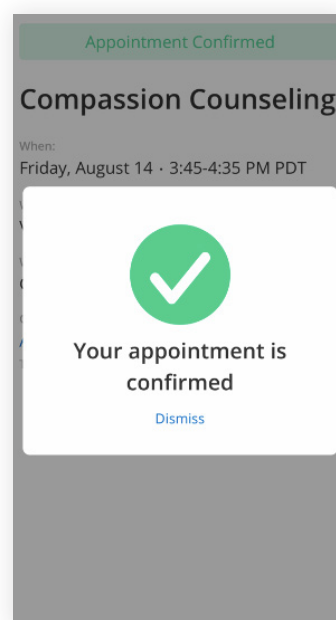 Appointment Confirmed
Compassion Counseling
When:
Friday, August 14 · 3:45-4:35 PM PDT
Your appointment is
confirmed
Dismiss